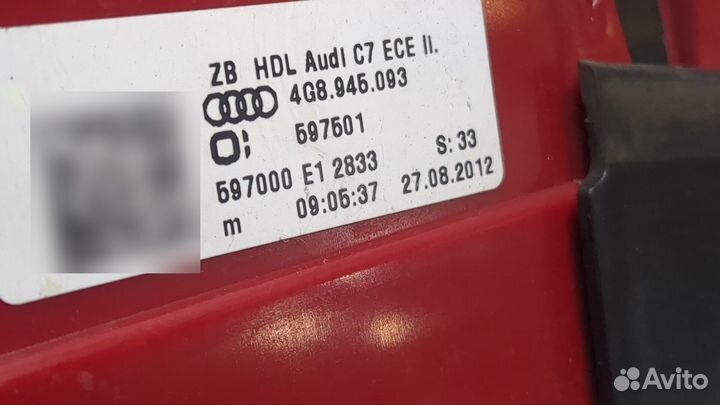 ZB HDL Audi C7 ECE II.
4G8.945.093
597501
597000 E1 2833 S: 33
m 09:05:37 27.08.2012
Avito